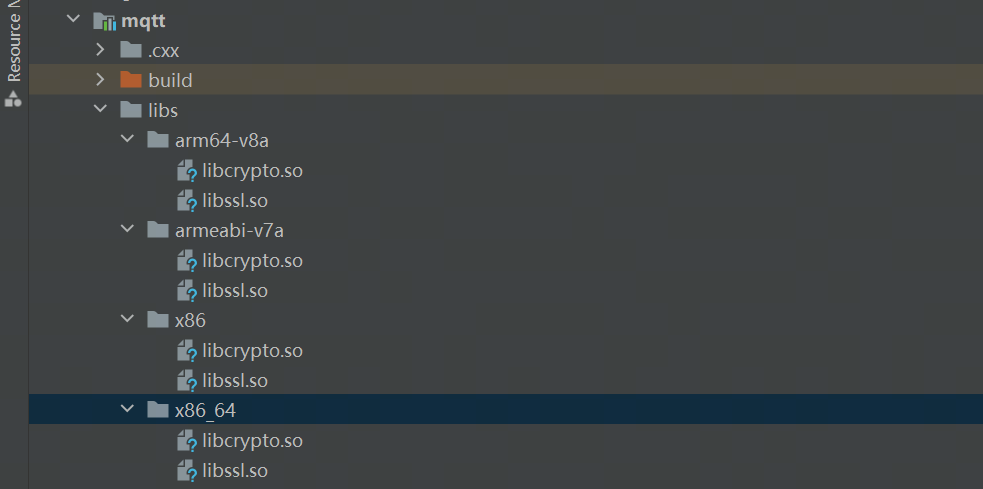 Resource M
mqtt
.cxx
build
libs
arm64-v8a
libcrypto.so
libssl.so
armeabi-v7a
libcrypto.so
libssl.so
x86
libcrypto.so
libssl.so
x86_64
libcrypto.so
libssl.so